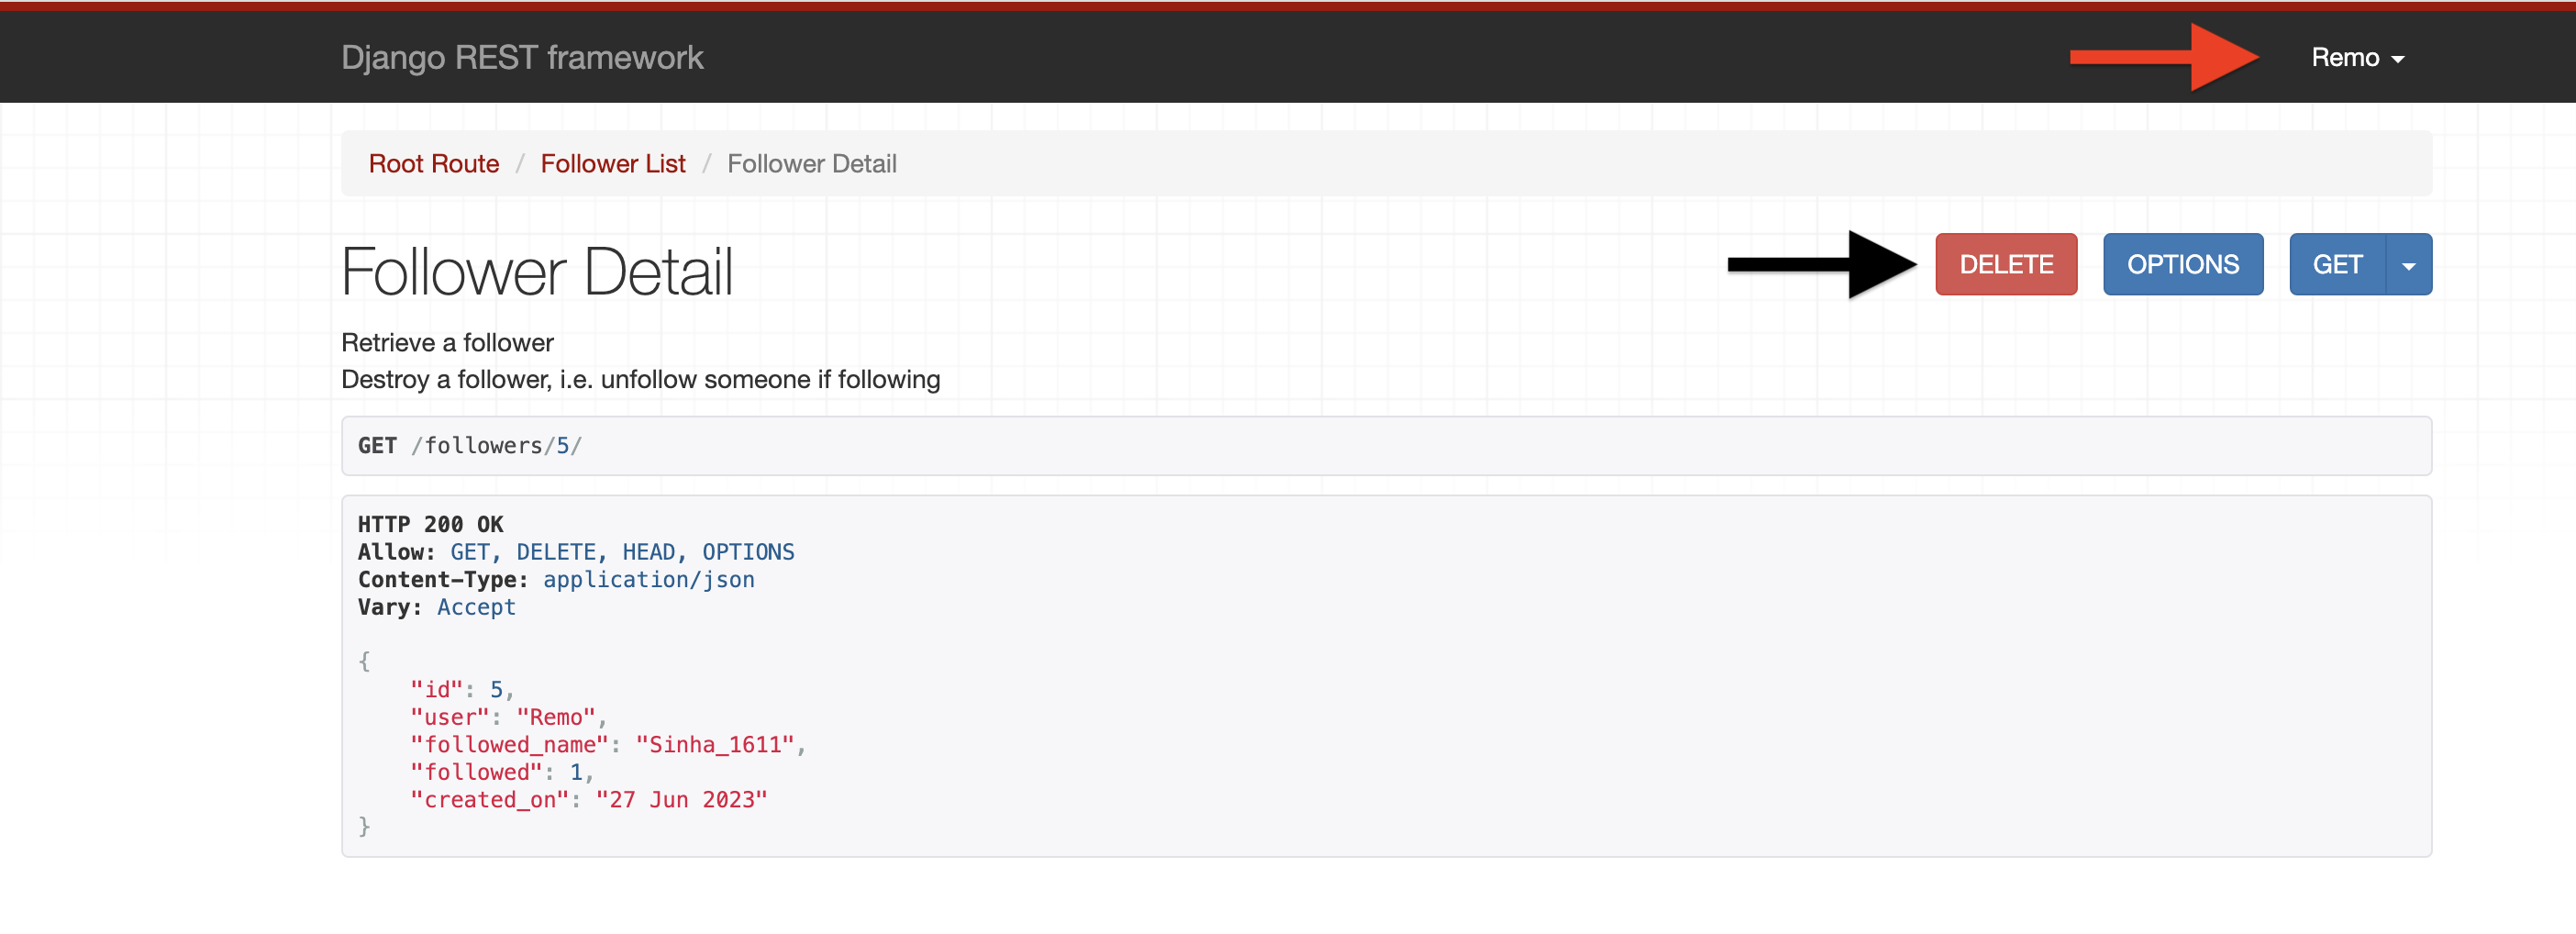 Django REST framework
Remo
Root Route / Follower List / Follower Detail
Follower Detail
DELETE
OPTIONS
GET
Retrieve a follower
Destroy a follower, i.e. unfollow someone if following
GET /followers/5/
HTTP 200 OK
Allow: GET, DELETE, HEAD, OPTIONS
Content-Type: application/json
Vary: Accept
{
    "id": 5,
    "user": "Remo",
    "followed_name": "Sinha_1611",
    "followed": 1,
    "created_on": "27 Jun 2023"
}